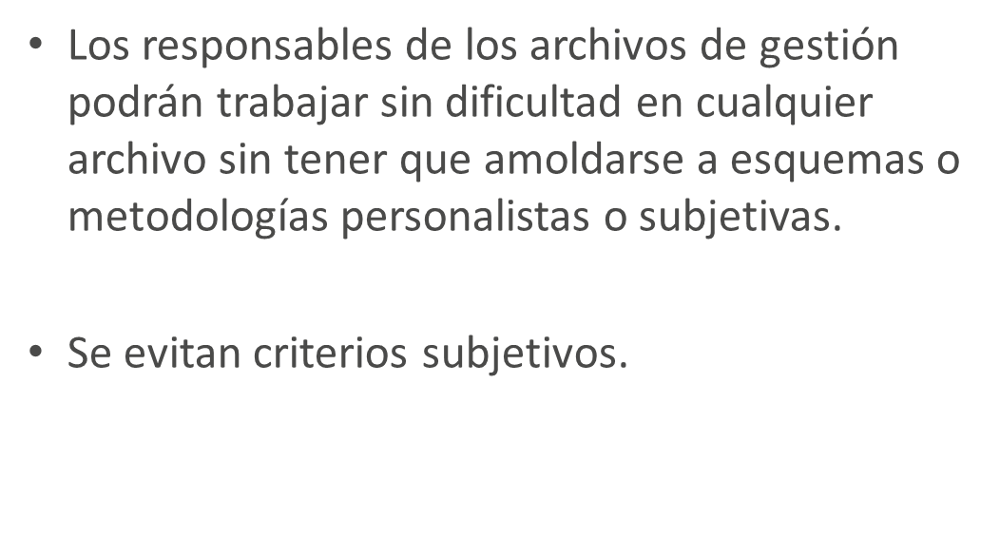 • Los responsables de los archivos de gestión
podrán trabajar sin dificultad en cualquier
archivo sin tener que amoldarse a esquemas o
metodologías personalistas o subjetivas.
• Se evitan criterios subjetivos.